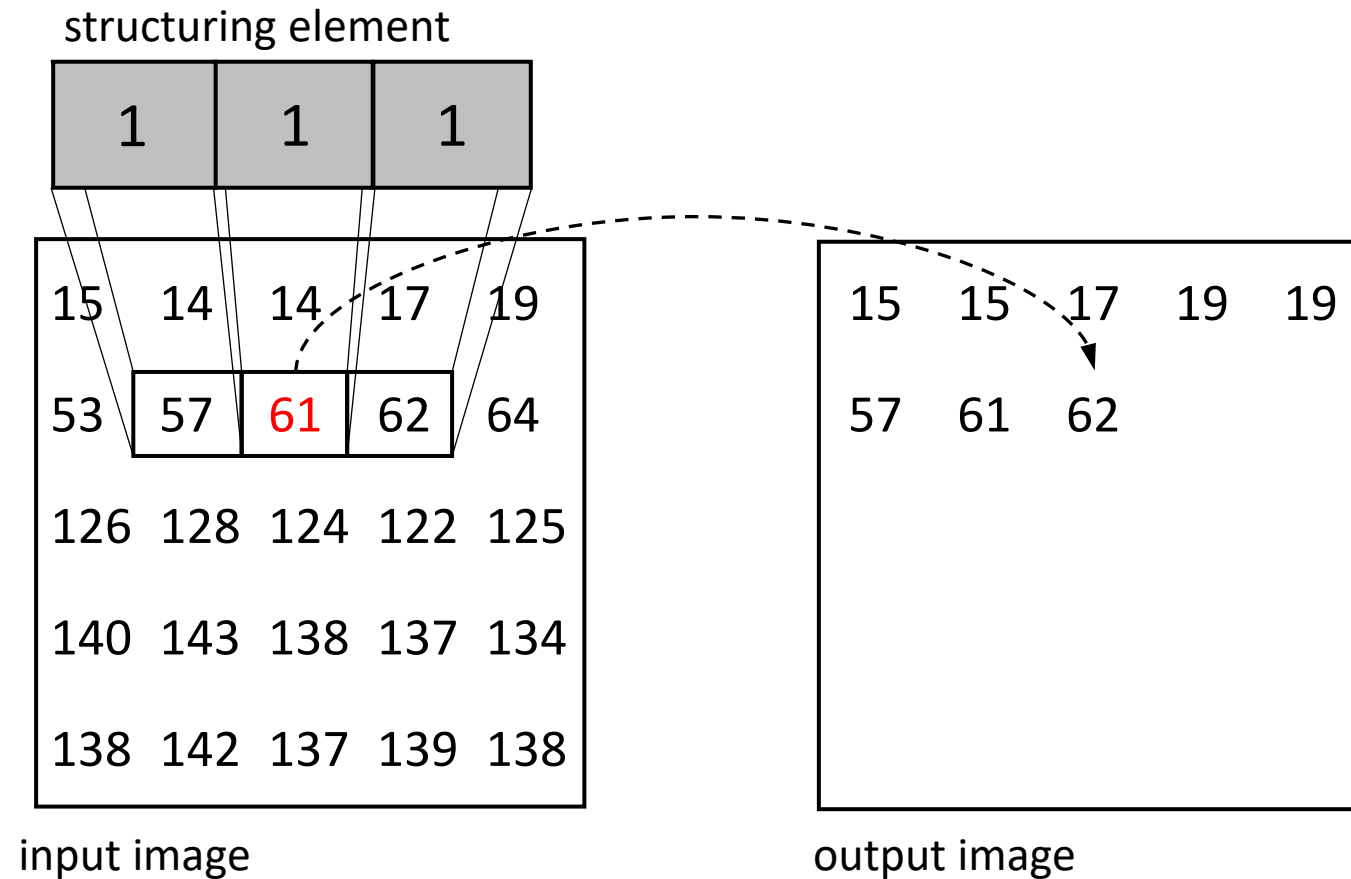 structuring element
1 1 1
15 14 14 17 19
53 57 61 62 64
126 128 124 122 125
140 143 138 137 134
138 142 137 139 138
input image
15 15 17 19 19
57 61 62
output image